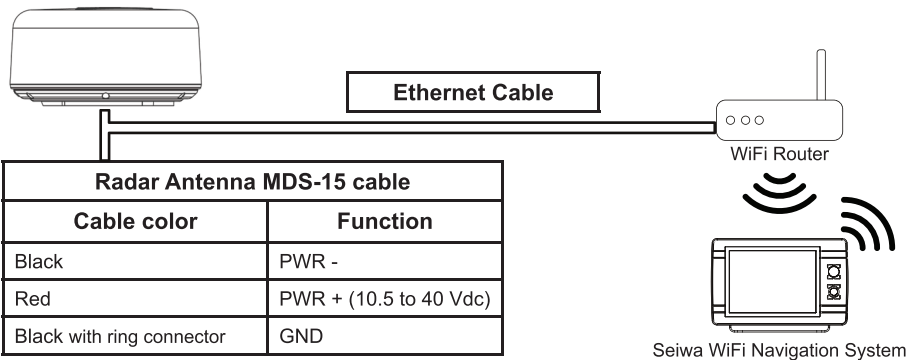 Ethernet Cable
WiFi Router
Radar Antenna MDS-15 cable
Cable color Function
Black PWR -
Red PWR + (10.5 to 40 Vdc)
Black with ring connector GND
Seiwa WiFi Navigation System